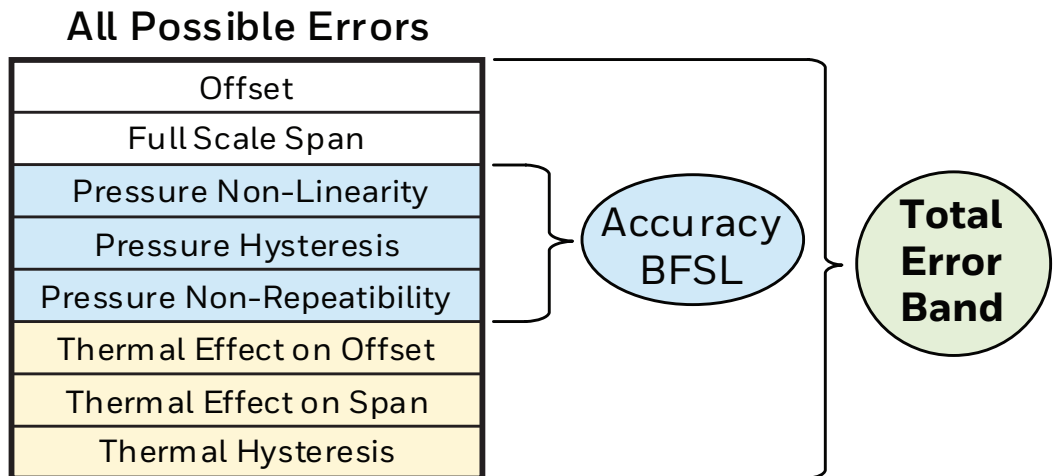 All Possible Errors
Offset
Full Scale Span
Pressure Non-Linearity
Pressure Hysteresis
Pressure Non-Repeatibility
Thermal Effect on Offset
Thermal Effect on Span
Thermal Hysteresis
Accuracy
BFSL
Total
Error
Band